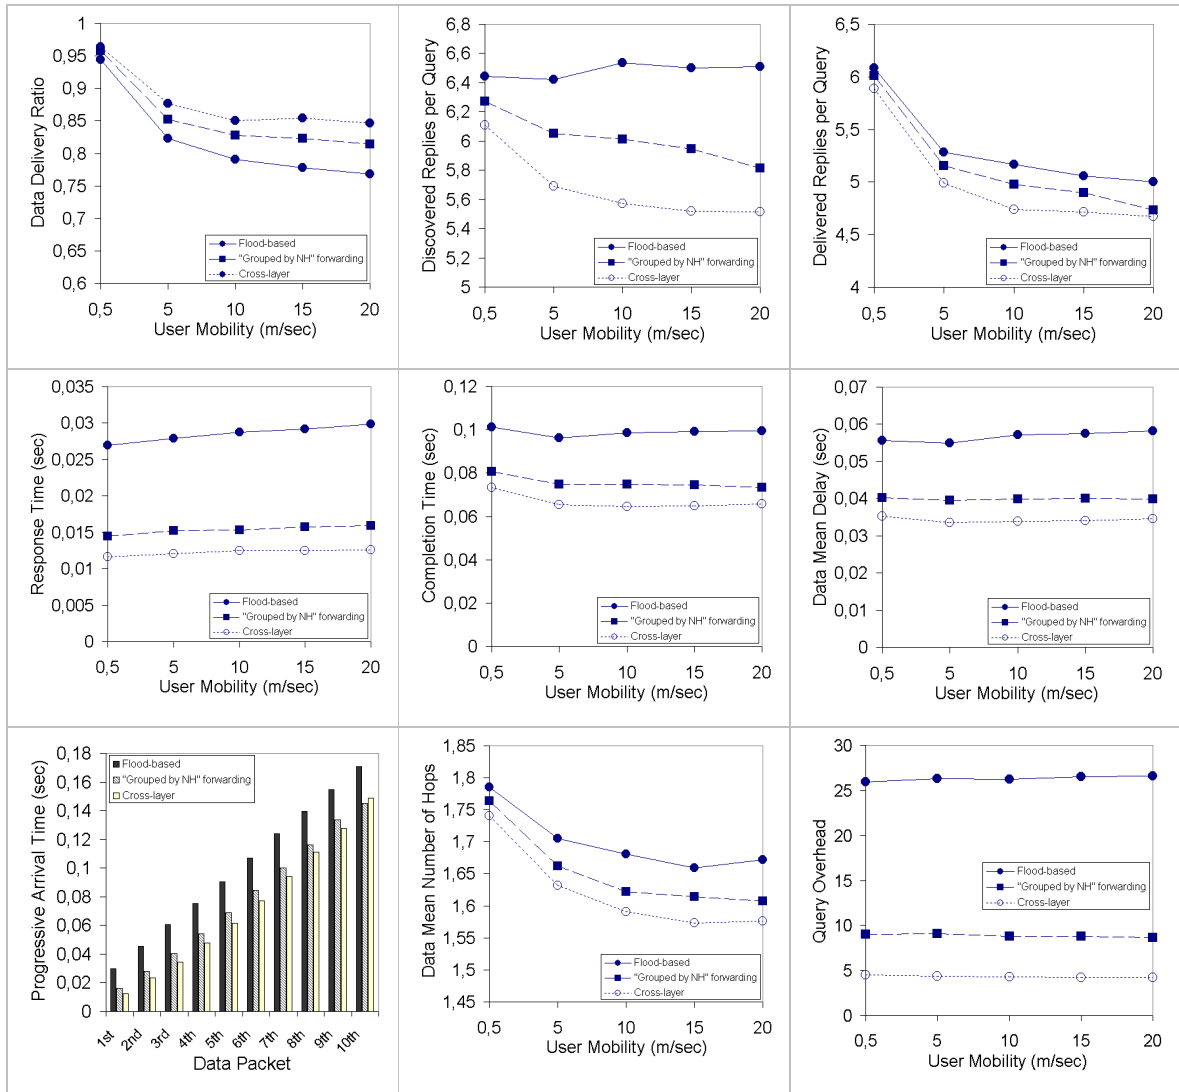 1
0,95
0,9
0,85
0,8
0,75
0,7
0,65
0,6
Data Delivery Ratio
Flood-based
"Grouped by NH" forwarding
Cross-layer
0,5 5 10 15 20
User Mobility (m/sec)
6,8
6,6
6,4
6,2
6
5,8
5,6
5,4
5,2
5
Discovered Replies per Query
Flood-based
"Grouped by NH" forwarding
Cross-layer
0,5 5 10 15 20
User Mobility (m/sec)
6,5
6
5,5
5
4,5
4
Delivered Replies per Query
Flood-based
"Grouped by NH" forwarding
Cross-layer
0,5 5 10 15 20
User Mobility (m/sec)
0,035
0,03
0,025
0,02
0,015
0,01
0,005
0
Response Time (sec)
Flood-based
"Grouped by NH" forwarding
Cross-layer
0,5 5 10 15 20
User Mobility (m/sec)
0,12
0,1
0,08
0,06
0,04
0,02
0
Completion Time (sec)
Flood-based
"Grouped by NH" forwarding
Cross-layer
0,5 5 10 15 20
User Mobility (m/sec)
0,07
0,06
0,05
0,04
0,03
0,02
0,01
0
Data Mean Delay (sec)
Flood-based
"Grouped by NH" forwarding
Cross-layer
0,5 5 10 15 20
User Mobility (m/sec)
0,18
0,16
0,14
0,12
0,1
0,08
0,06
0,04
0,02
0
Progressive Arrival Time (sec)
Flood-based
"Grouped by NH" forwarding
Cross-layer
1st 2nd 3rd 4th 5th 6th 7th 8th 9th 10th
Data Packet
1,85
1,8
1,75
1,7
1,65
1,6
1,55
1,5
1,45
Data Mean Number of Hops
Flood-based
"Grouped by NH" forwarding
Cross-layer
0,5 5 10 15 20
User Mobility (m/sec)
30
25
20
15
10
5
0
Query Overhead
Flood-based
"Grouped by NH" forwarding
Cross-layer
0,5 5 10 15 20
User Mobility (m/sec)